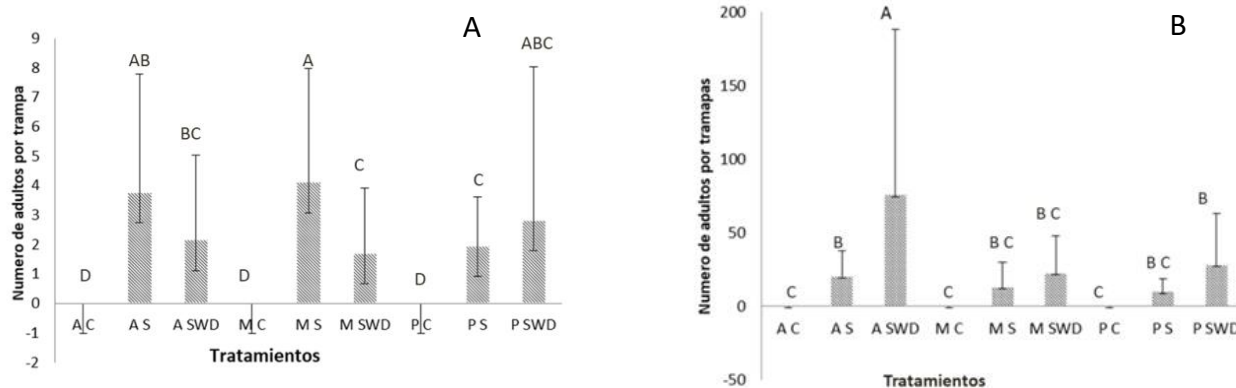 A
Numero de adultos por trampa
9
8
7
6
5
4
3
2
1
0
-1
-2
D
AB
BC
D
A
C
D
C
ABC
A C
A S
A SWD
M C
M S
M SWD
P C
P S
P SWD
Tratamientos
B
Numero de adultos por tramapas
200
150
100
50
0
-50
C
B
A
C
B C
B C
C
B C
B
A C
A S
A SWD
M C
M S
M SWD
P C
P S
P SWD
Tratamientos